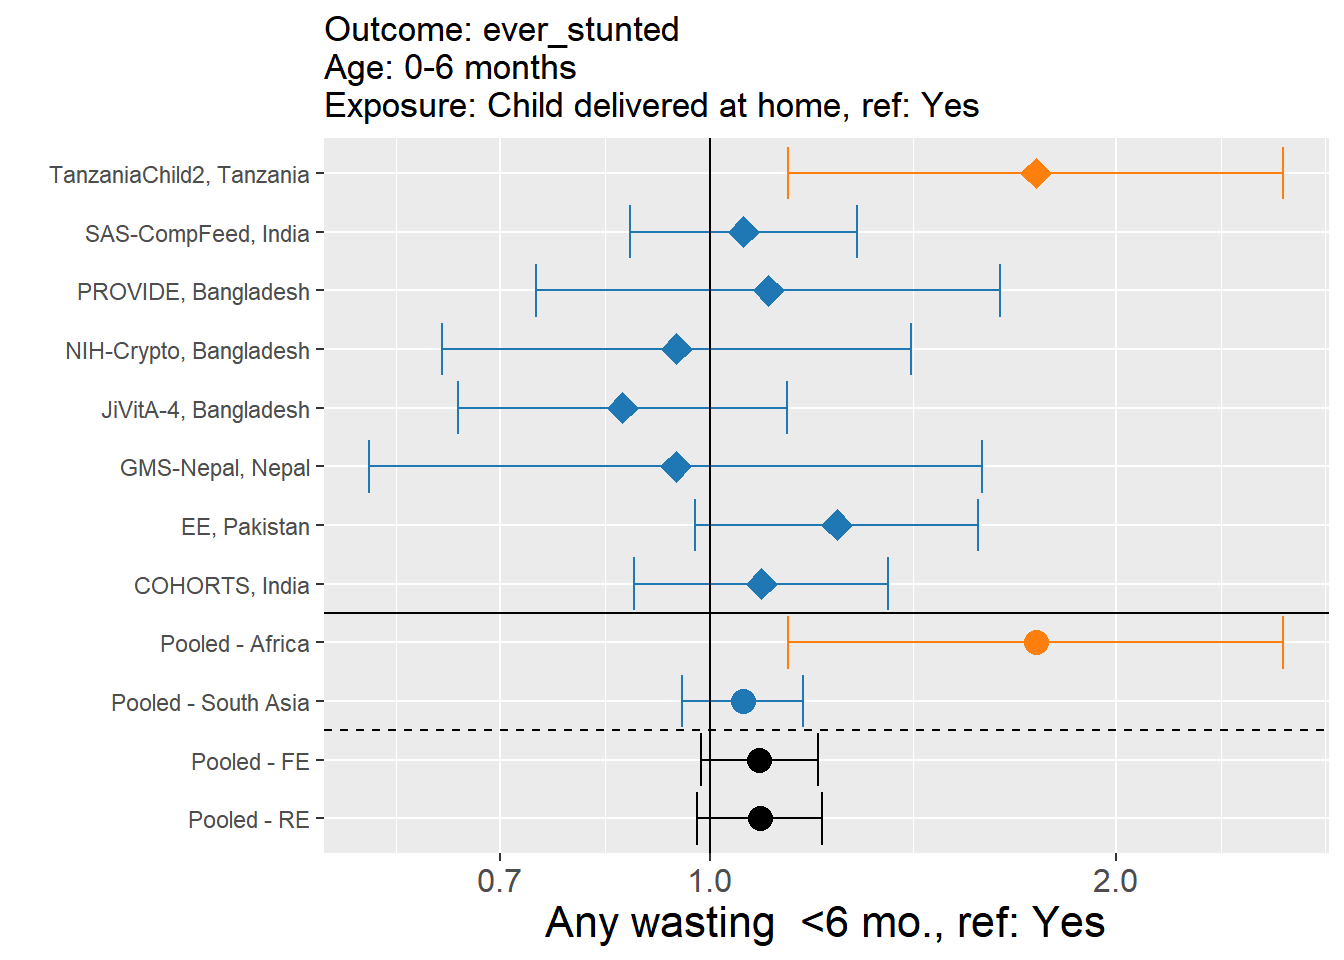 Outcome: ever_stunted
Age: 0-6 months
Exposure: Child delivered at home, ref: Yes
TanzaniaChild2, Tanzania
SAS-CompFeed, India
PROVIDE, Bangladesh
NIH-Crypto, Bangladesh
JiVitA-4, Bangladesh
GMS-Nepal, Nepal
EE, Pakistan
COHORTS, India
Pooled - Africa
Pooled - South Asia
Pooled - FE
Pooled - RE
0.7 1.0 2.0
Any wasting  <6 mo., ref: Yes